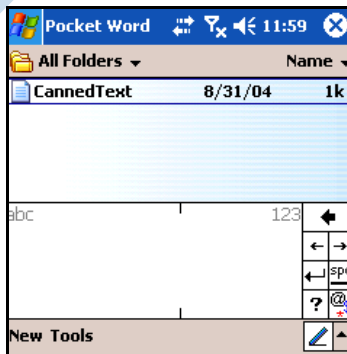 Pocket Word 11:59
All Folders Name
CannedText 8/31/04 1k
abc 123
?
@
New Tools